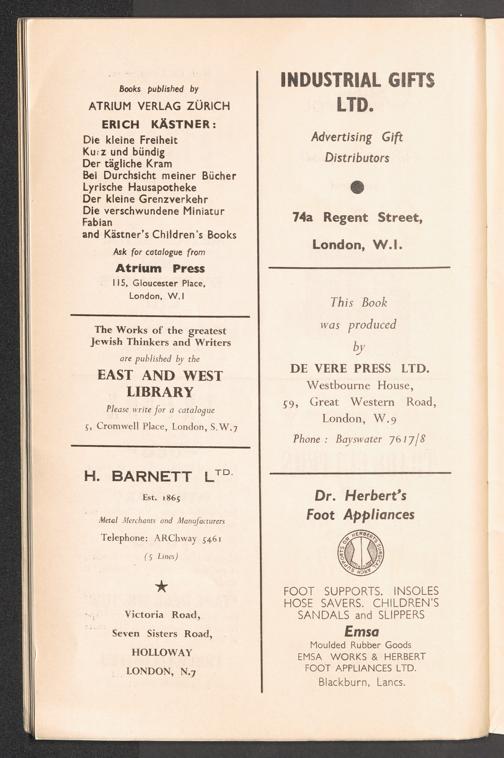 Books published by
ATRIUM VERLAG ZÜRICH
ERICH KÄSTNER:
Die kleine Freiheit
Kurz und bündig
Der tägliche Kram
Bei Durchsicht meiner Bücher
Lyrische Hausapotheke
Der kleine Grenzverkehr
Die verschwundene Miniatur
Fabian
and Kästner's Children's Books
Ask for catalogue from
Atrium Press
115, Gloucester Place,
London, W.1
The Works of the greatest
Jewish Thinkers and Writers
are published by the
EAST AND WEST
LIBRARY
Please write for a catalogue
5, Cromwell Place, London, S.W.7
H. BARNETT LTD.
Est. 1865
Metal Merchants and Manufacturers
Telephone: ARChway 5461
(5 Lines)
Victoria Road,
Seven Sisters Road,
HOLLOWAY
LONDON, N.7
INDUSTRIAL GIFTS
LTD.
Advertising Gift
Distributors
74a Regent Street,
London, W.1.
This Book
was produced
by
DE VERE PRESS LTD.
Westbourne House,
59, Great Western Road,
London, W.9
Phone : Bayswater 7617/8
Dr. Herbert's
Foot Appliances
FOOT SUPPORTS. INSOLES
HOSE SAVERS. CHILDREN'S
SANDALS and SLIPPERS
Emsa
Moulded Rubber Goods
EMSA WORKS & HERBERT
FOOT APPLIANCES LTD.
Blackburn, Lancs.